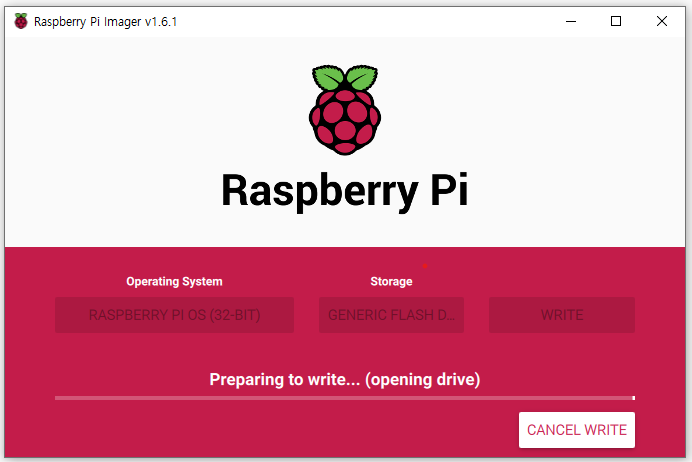 Raspberry Pi Imager v1.6.1
Raspberry Pi
Operating System
Storage
RASPBERRY PI OS (32-BIT)
GENERIC FLASH D...
WRITE
Preparing to write... (opening drive)
CANCEL WRITE